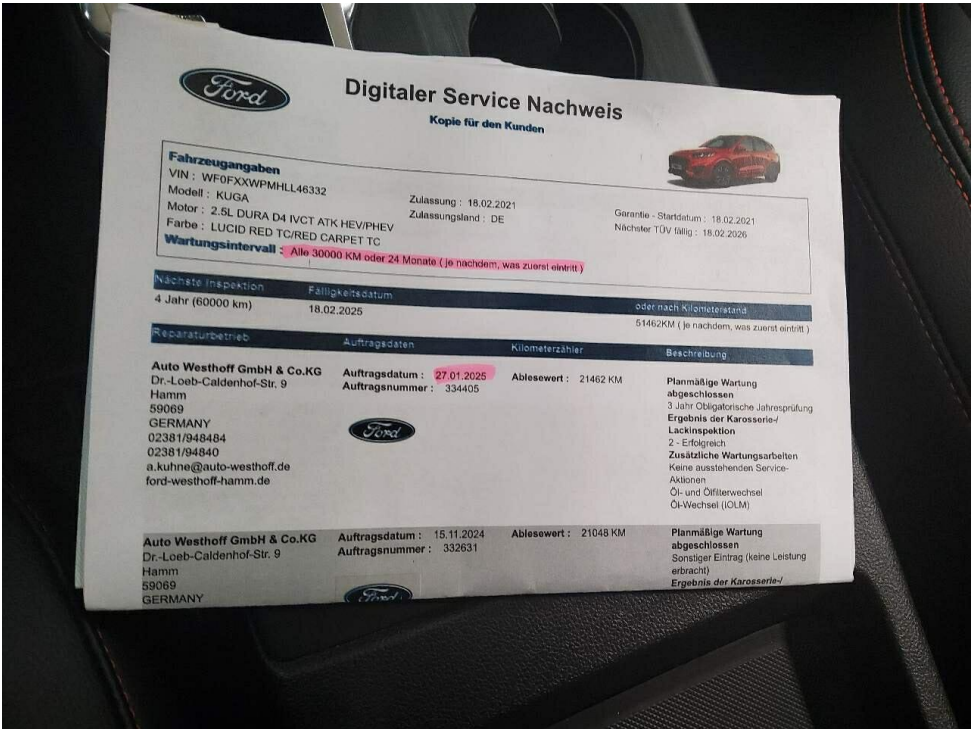 Ford
Digitaler Service Nachweis
Kopie für den Kunden
Fahrzeugangaben
VIN : WF0FXXWPMHLL46332
Modell : KUGA
Motor : 2.5L DURA D4 IVCT ATK HEV/PHEV
Farbe : LUCID RED TC/RED CARPET TC
Wartungsintervall : Alle 30000 KM oder 24 Monate ( je nachdem, was zuerst eintritt )
Zulassung : 18.02.2021
Zulassungsland : DE
Garantie - Startdatum : 18.02.2021
Nächster TÜV fällig : 18.02.2026
Nächste Inspektion Fälligkeitsdatum oder nach Kilometerstand
4 Jahr (60000 km) 18.02.2025 51462KM ( je nachdem, was zuerst eintritt )
Reparaturbetrieb Auftragsdaten Kilometerzähler Beschreibung
Auto Westhoff GmbH & Co.KG
Dr.-Loeb-Caldenhof-Str. 9
Hamm
59069
GERMANY
02381/948484
02381/94840
a.kuhne@auto-westhoff.de
ford-westhoff-hamm.de
Auftragsdatum : 27.01.2025
Auftragsnummer : 334405
Ford
Ablesewert : 21462 KM
Planmäßige Wartung
abgeschlossen
3 Jahr Obligatorische Jahresprüfung
Ergebnis der Karosserie-/
Lackinspektion
2 - Erfolgreich
Zusätzliche Wartungsarbeiten
Keine ausstehenden Service-
Aktionen
Öl- und Ölfilterwechsel
Öl-Wechsel (IOLM)
Auto Westhoff GmbH & Co.KG
Dr.-Loeb-Caldenhof-Str. 9
Hamm
59069
GERMANY
Auftragsdatum : 15.11.2024
Auftragsnummer : 332631
Ford
Ablesewert : 21048 KM
Planmäßige Wartung
abgeschlossen
Sonstiger Eintrag (keine Leistung
erbracht)
Ergebnis der Karosserie-/